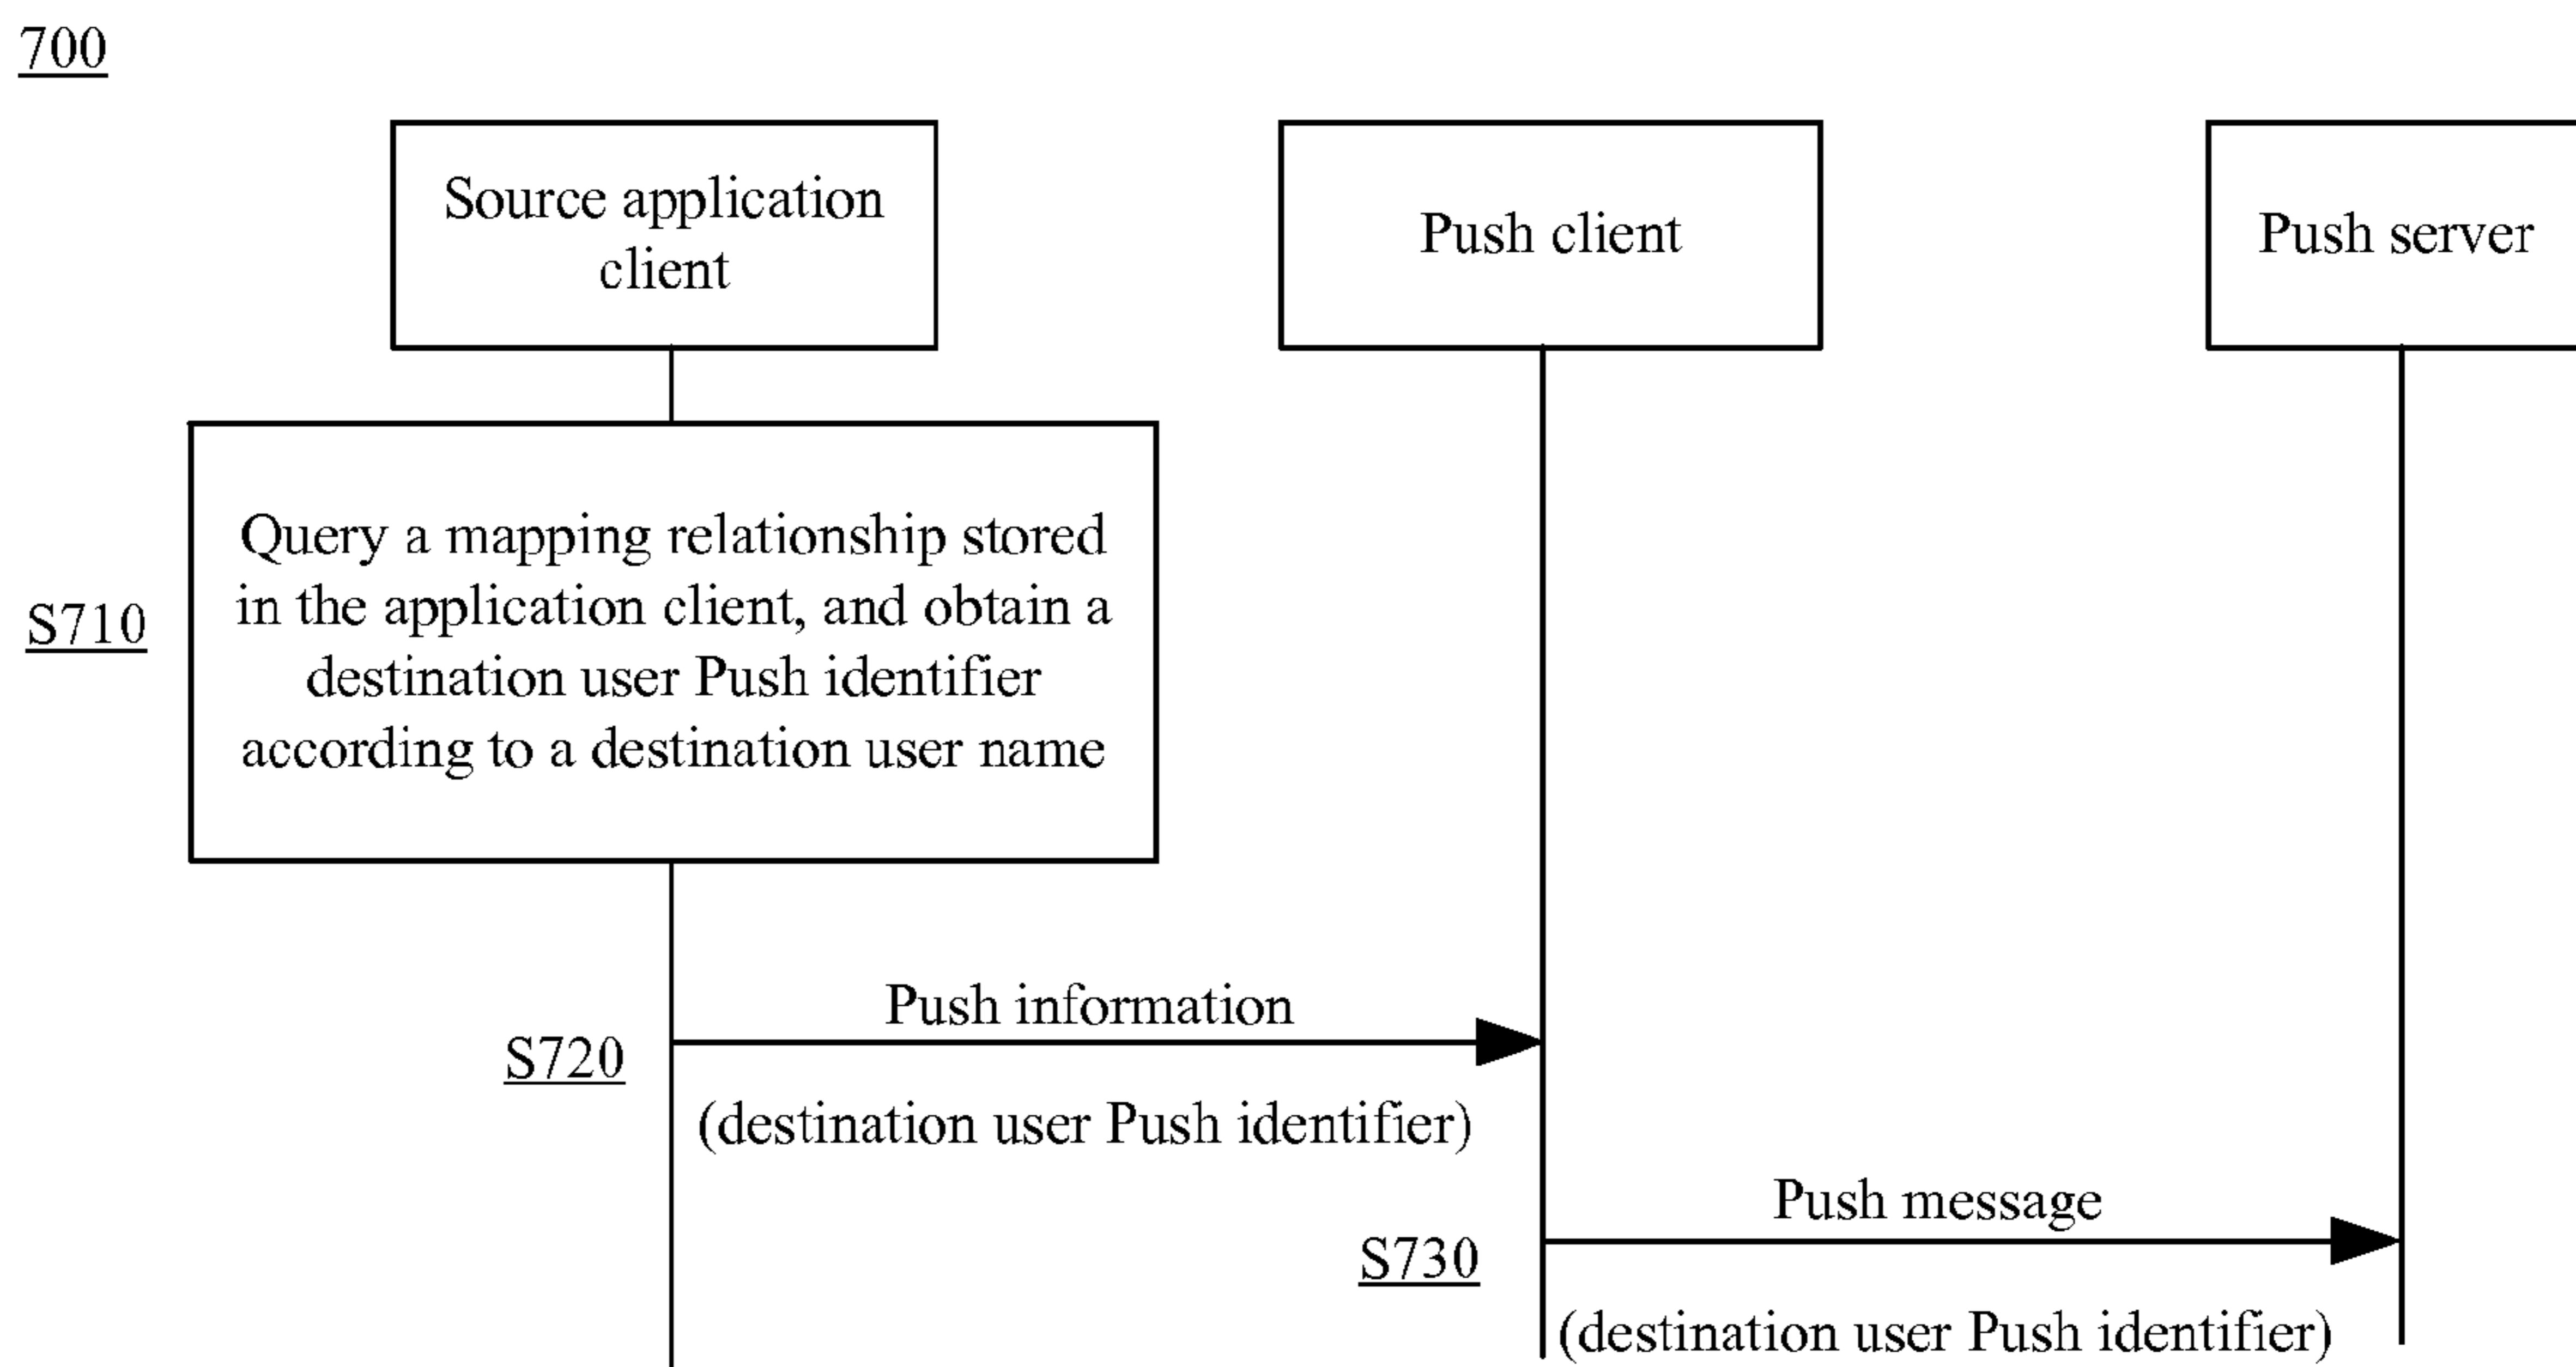 700
Source application
client
Push client
Push server
Query a mapping relationship stored
in the application client, and obtain a
destination user Push identifier
according to a destination user name
S710
Push information
S720
(destination user Push identifier)
Push message
S730
(destination user Push identifier)